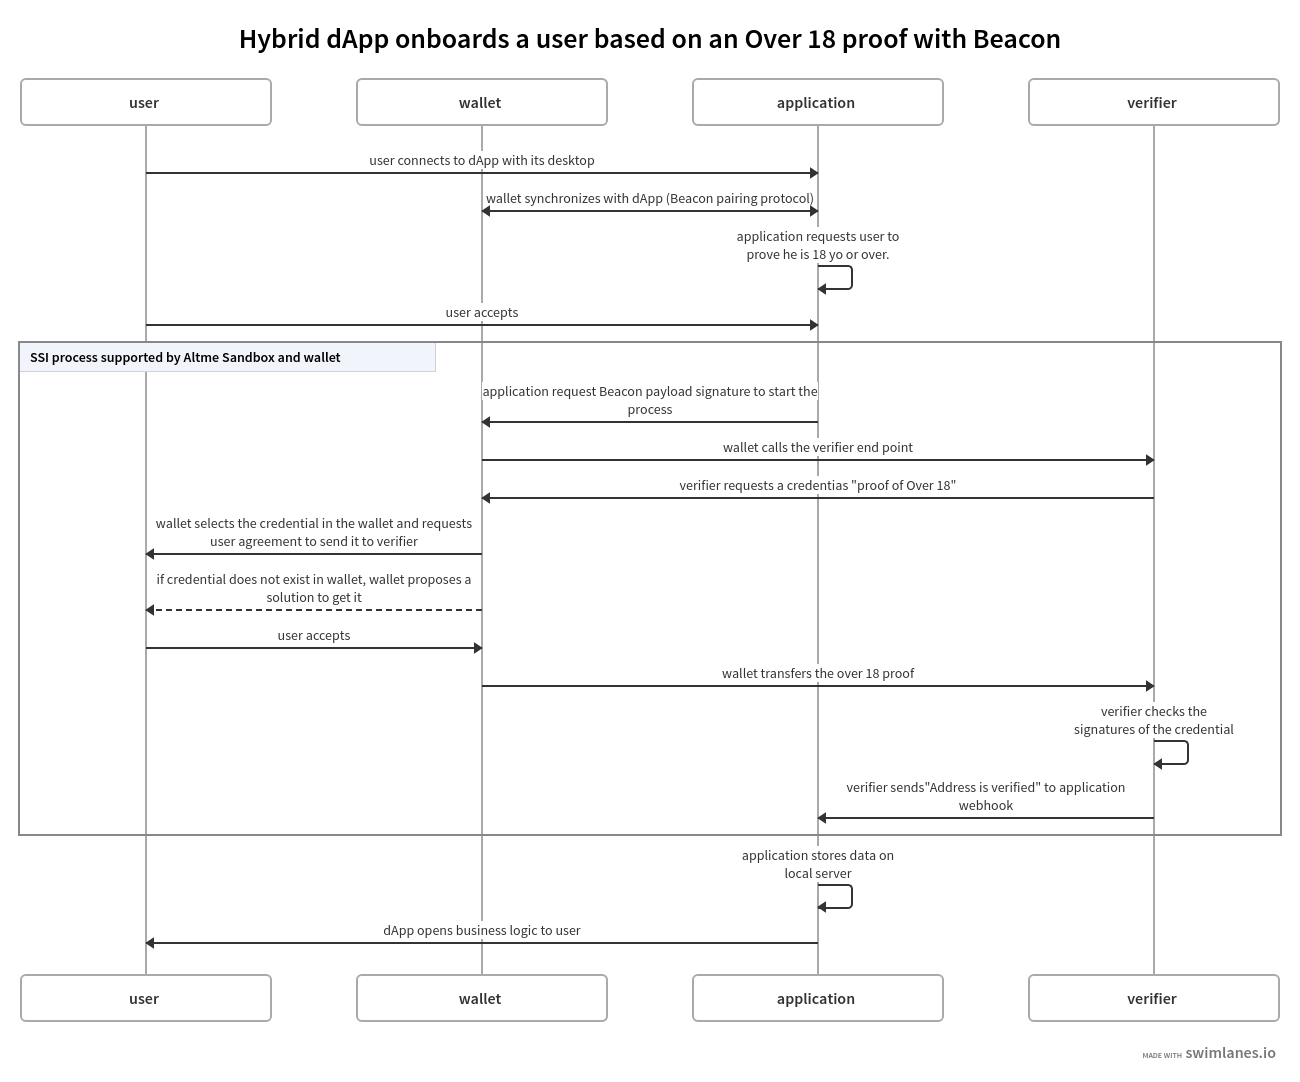 Hybrid dApp onboards a user based on an Over 18 proof with Beacon
user
wallet
application
verifier
user connects to dApp with its desktop
wallet synchronizes with dApp (Beacon pairing protocol)
application requests user to
prove he is 18 yo or over.
user accepts
SSI process supported by Altme Sandbox and wallet
application request Beacon payload signature to start the
process
wallet calls the verifier end point
verifier requests a credentias "proof of Over 18"
wallet selects the credential in the wallet and requests
user agreement to send it to verifier
if credential does not exist in wallet, wallet proposes a
solution to get it
user accepts
wallet transfers the over 18 proof
verifier checks the
signatures of the credential
verifier sends"Address is verified" to application
webhook
application stores data on
local server
dApp opens business logic to user
user
wallet
application
verifier
MADE WITH swimlanes.io